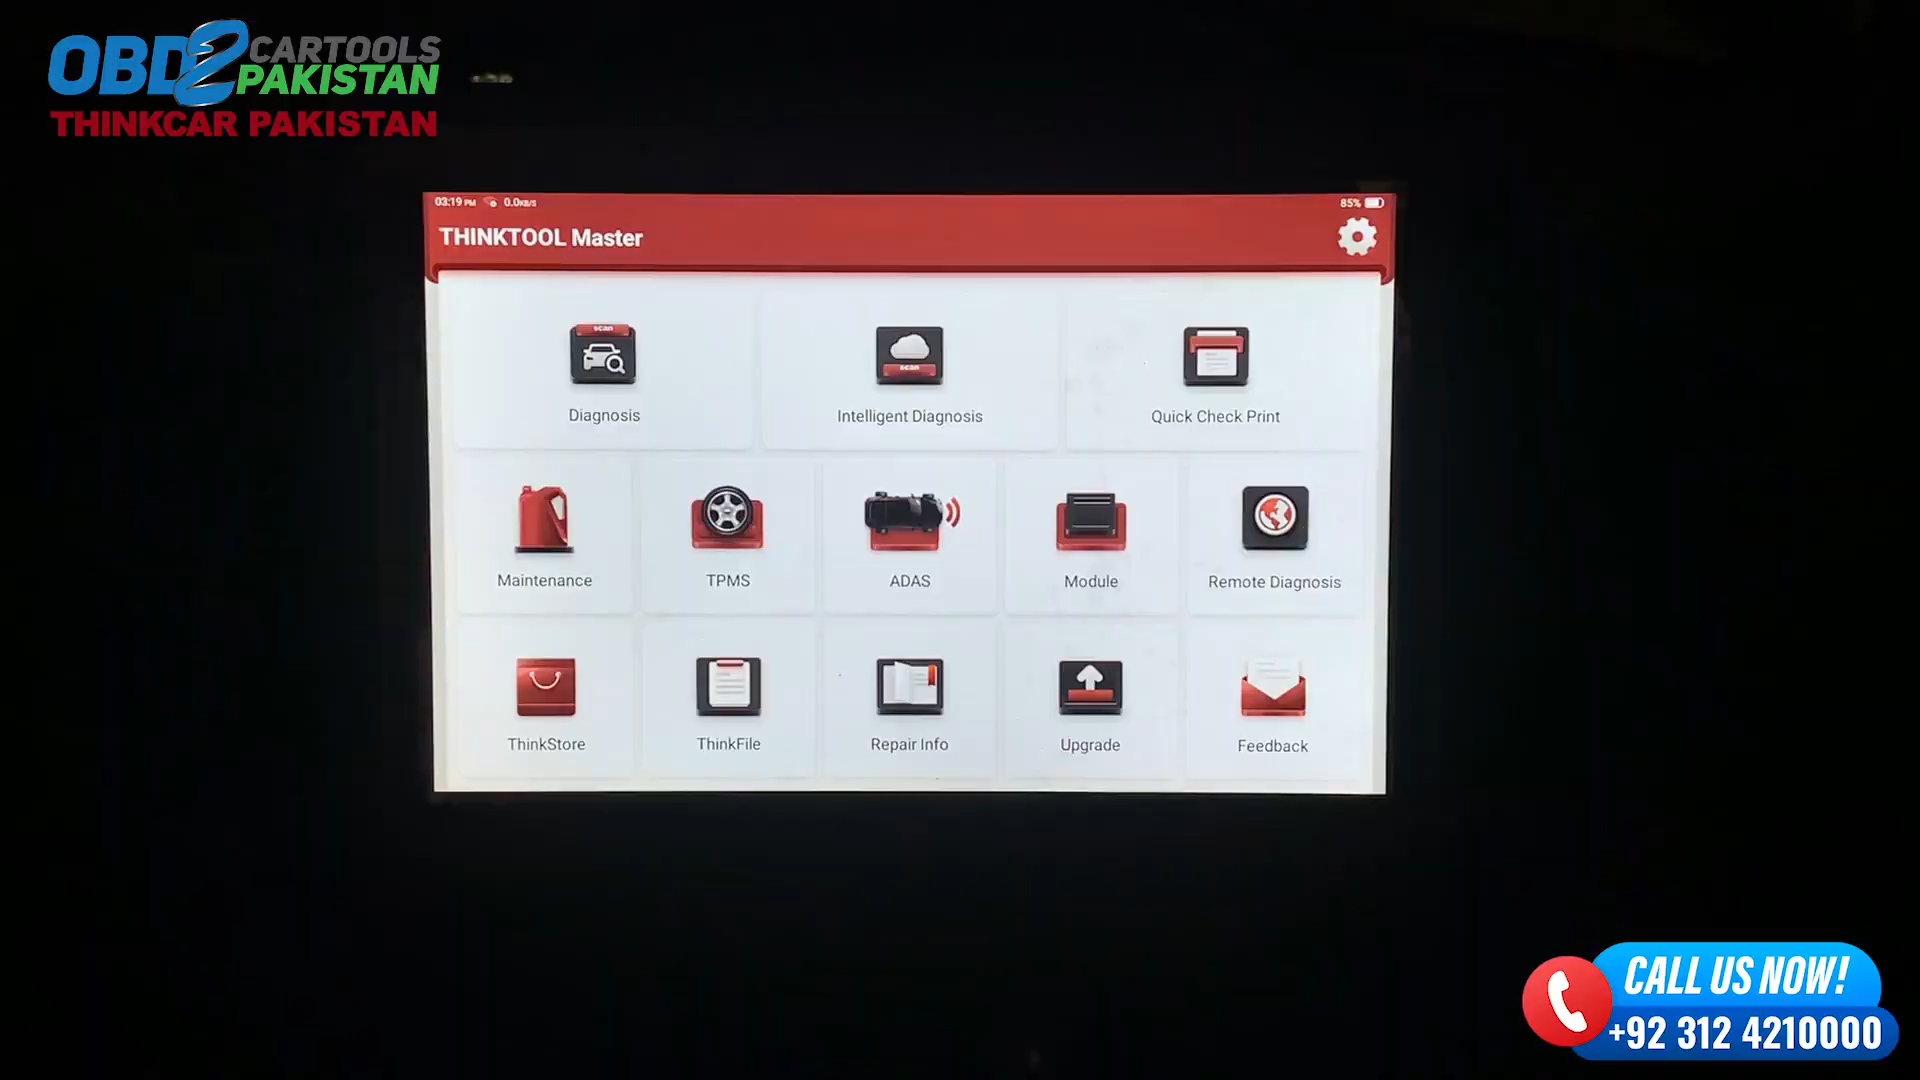 OBD2 CARTOOLS
PAKISTAN
THINKCAR PAKISTAN
03:19 PM 0.0KB/S 85%
THINKTOOL Master
scan
scan
Diagnosis Intelligent Diagnosis Quick Check Print
Maintenance TPMS ADAS Module Remote Diagnosis
ThinkStore ThinkFile Repair Info Upgrade Feedback
CALL US NOW!
+92 312 4210000